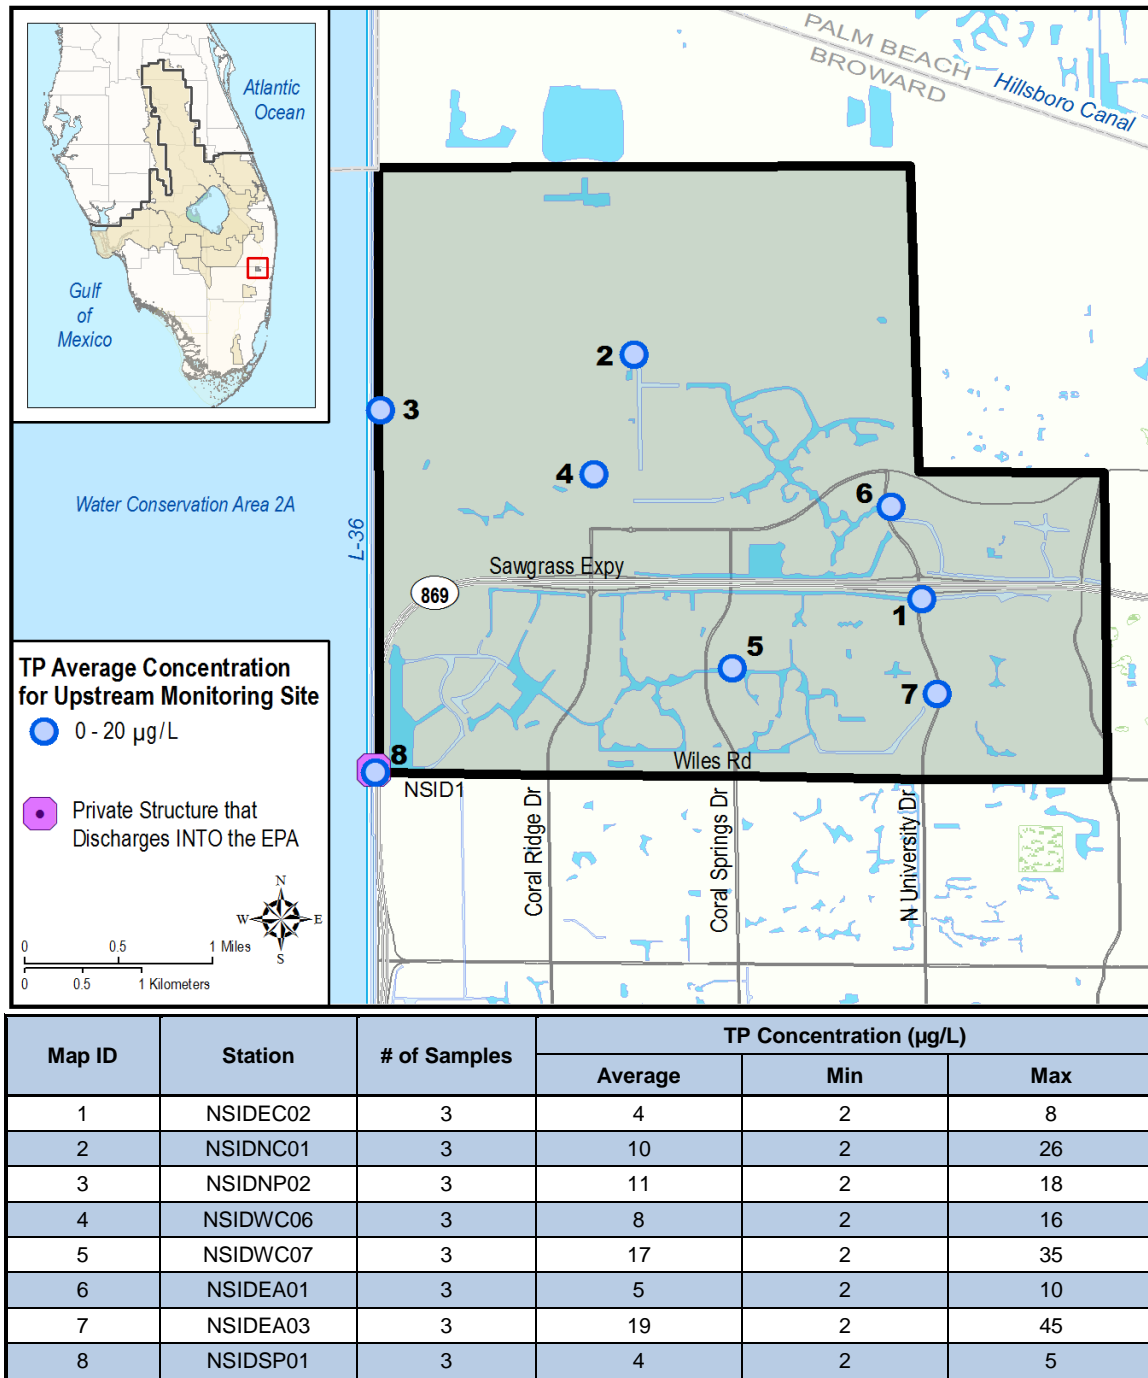 PALM BEACH
BROWARD
Hillsboro Canal
Atlantic
Ocean
Gulf
of
Mexico
2
3
4
6
Water Conservation Area 2A
L-36
Sawgrass Expy
869
1
5
7
8
Wiles Rd
NSID1
Coral Ridge Dr
Coral Springs Dr
N University Dr
TP Average Concentration
for Upstream Monitoring Site
0 - 20 µg/L
Private Structure that
Discharges INTO the EPA
N
W E
S
0 0.5 1 Miles
0 0.5 1 Kilometers
Map ID Station # of Samples TP Concentration (µg/L)
Average Min Max
1 NSIDEC02 3 4 2 8
2 NSIDNC01 3 10 2 26
3 NSIDNP02 3 11 2 18
4 NSIDWC06 3 8 2 16
5 NSIDWC07 3 17 2 35
6 NSIDEA01 3 5 2 10
7 NSIDEA03 3 19 2 45
8 NSIDSP01 3 4 2 5